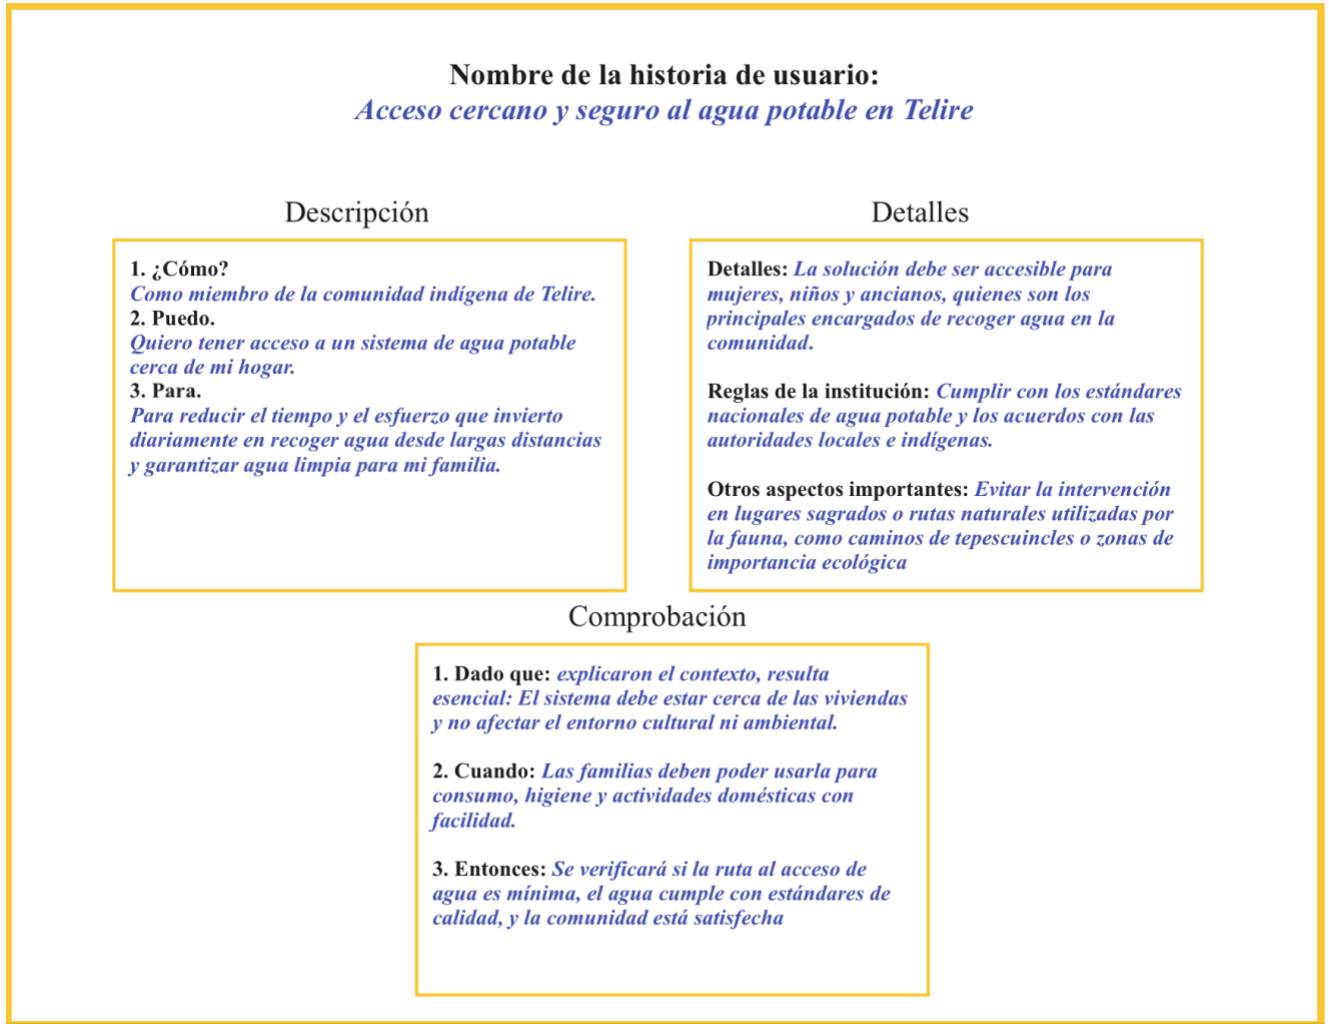 Nombre de la historia de usuario:
Acceso cercano y seguro al agua potable en Telire
Descripción
1. ¿Cómo?
Como miembro de la comunidad indígena de Telire.
2. Puedo.
Quiero tener acceso a un sistema de agua potable
cerca de mi hogar.
3. Para.
Para reducir el tiempo y el esfuerzo que invierto
diariamente en recoger agua desde largas distancias
y garantizar agua limpia para mi familia.
Detalles
Detalles: La solución debe ser accesible para
mujeres, niños y ancianos, quienes son los
principales encargados de recoger agua en la
comunidad.
Reglas de la institución: Cumplir con los estándares
nacionales de agua potable y los acuerdos con las
autoridades locales e indígenas.
Otros aspectos importantes: Evitar la intervención
en lugares sagrados o rutas naturales utilizadas por
la fauna, como caminos de tepescuincles o zonas de
importancia ecológica
Comprobación
1. Dado que: explicaron el contexto, resulta
esencial: El sistema debe estar cerca de las viviendas
y no afectar el entorno cultural ni ambiental.
2. Cuando: Las familias deben poder usarla para
consumo, higiene y actividades domésticas con
facilidad.
3. Entonces: Se verificará si la ruta al acceso de
agua es mínima, el agua cumple con estándares de
calidad, y la comunidad está satisfecha